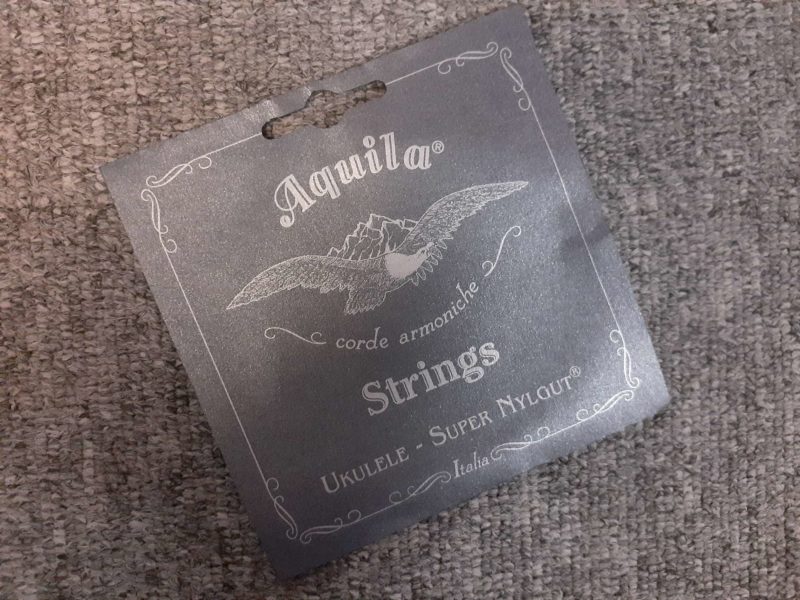 Aquila®
corde armoniche
Strings
UKULELE - SUPER NYLGUT®
Italia